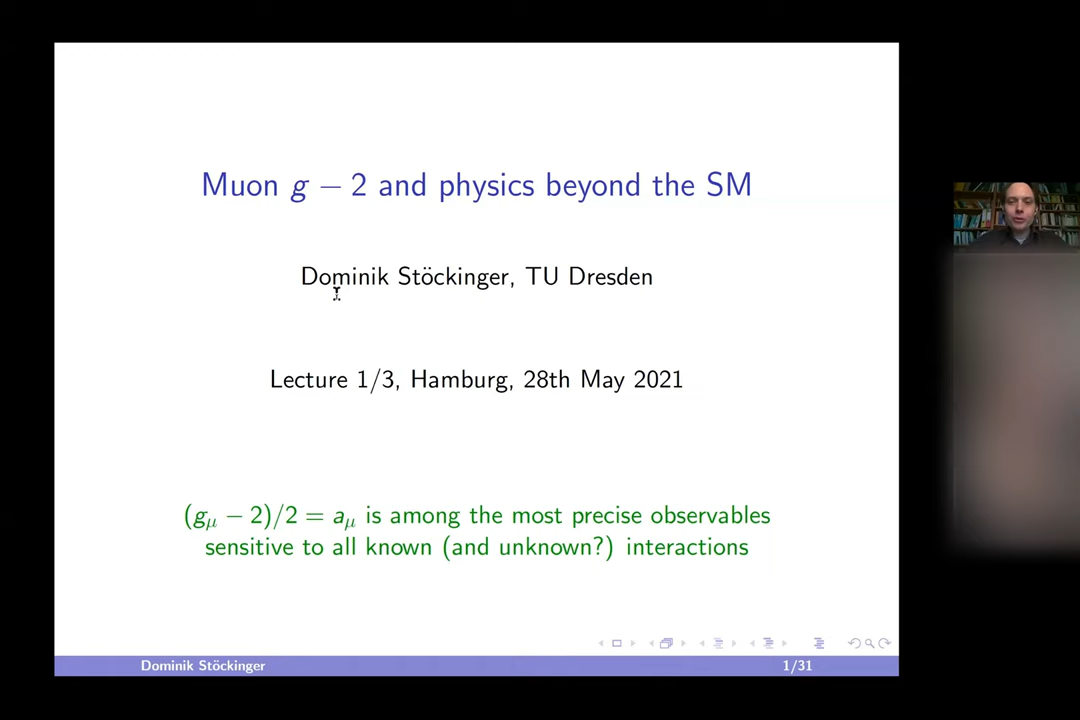 Muon g − 2 and physics beyond the SM
Dominik Stöckinger, TU Dresden
Lecture 1/3, Hamburg, 28th May 2021
(gμ − 2)/2 = aμ is among the most precise observables
sensitive to all known (and unknown?) interactions
Dominik Stöckinger
1/31